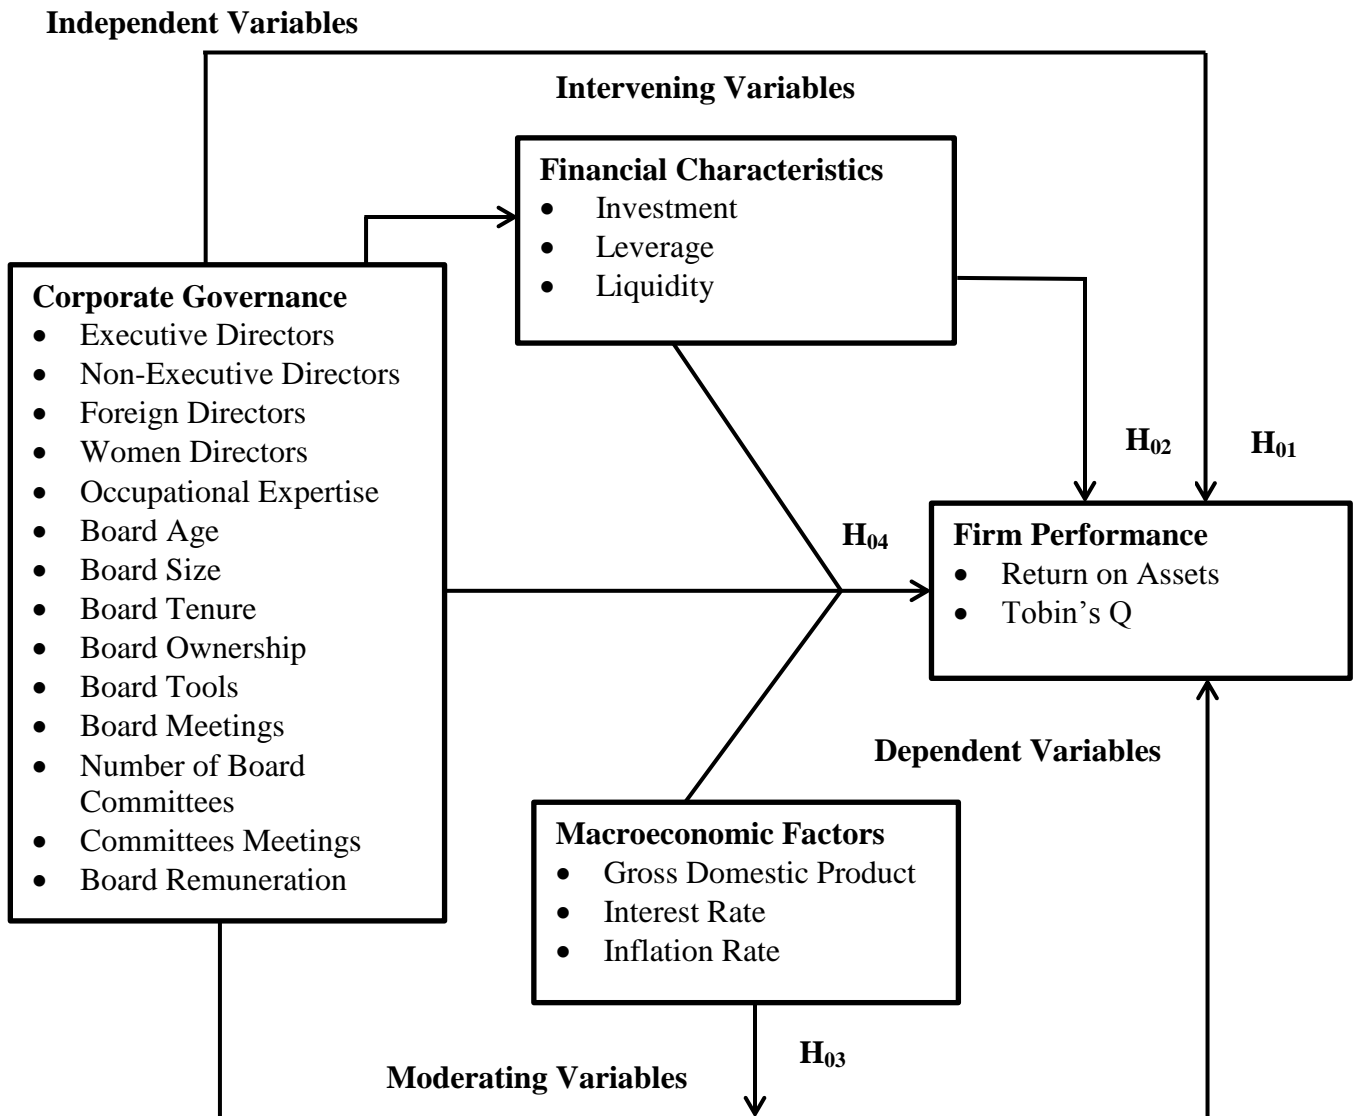 Independent Variables
Intervening Variables
Financial Characteristics
• Investment
• Leverage
• Liquidity
Corporate Governance
• Executive Directors
• Non-Executive Directors
• Foreign Directors
• Women Directors
• Occupational Expertise
• Board Age
• Board Size
• Board Tenure
• Board Ownership
• Board Tools
• Board Meetings
• Number of Board
Committees
• Committees Meetings
• Board Remuneration
H02
H01
H04
Firm Performance
• Return on Assets
• Tobin’s Q
Dependent Variables
Macroeconomic Factors
• Gross Domestic Product
• Interest Rate
• Inflation Rate
H03
Moderating Variables